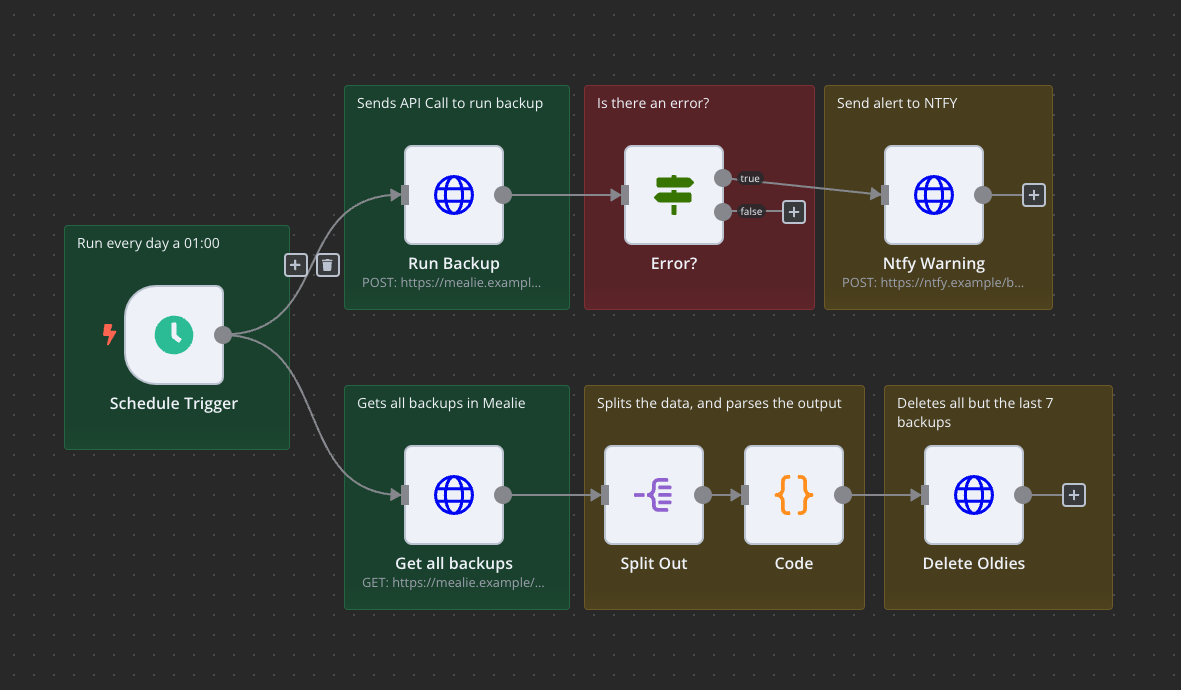 Sends API Call to run backup
Is there an error?
Send alert to NTFY
true
false
Run Backup
POST: https://mealie.exampl...
Error?
Ntfy Warning
POST: https://ntfy.example/b...
Run every day a 01:00
Schedule Trigger
Gets all backups in Mealie
Splits the data, and parses the output
Deletes all but the last 7
backups
Get all backups
GET: https://mealie.example/...
Split Out
Code
Delete Oldies